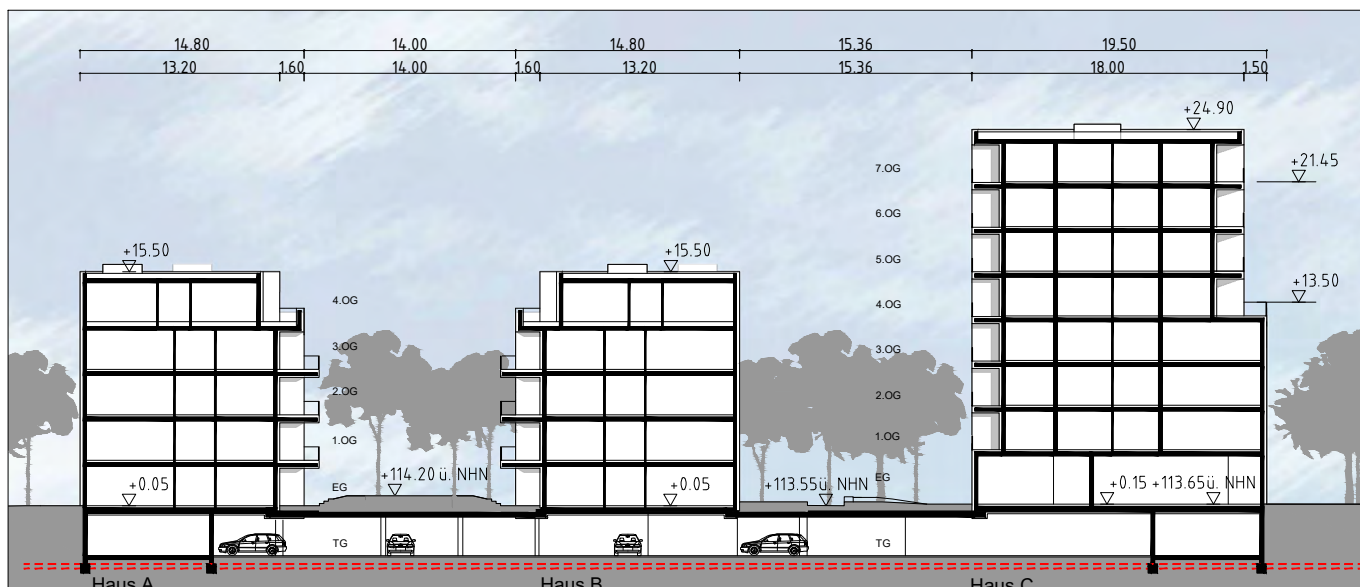 14.80 14.00 14.80 15.36 19.50
13.20 1.60 14.00 1.60 13.20 15.36 18.00 1.50
+24.90
7.OG
+21.45
6.OG
+15.50 +15.50
5.OG
4.OG 4.OG +13.50
3.OG 3.OG
2.OG 2.OG
1.OG 1.OG
+114.20 ü. NHN
EG +113.55ü. NHN EG
+0.05 +0.05 +0.15 +113.65ü. NHN
TG TG
Haus A Haus B Haus C